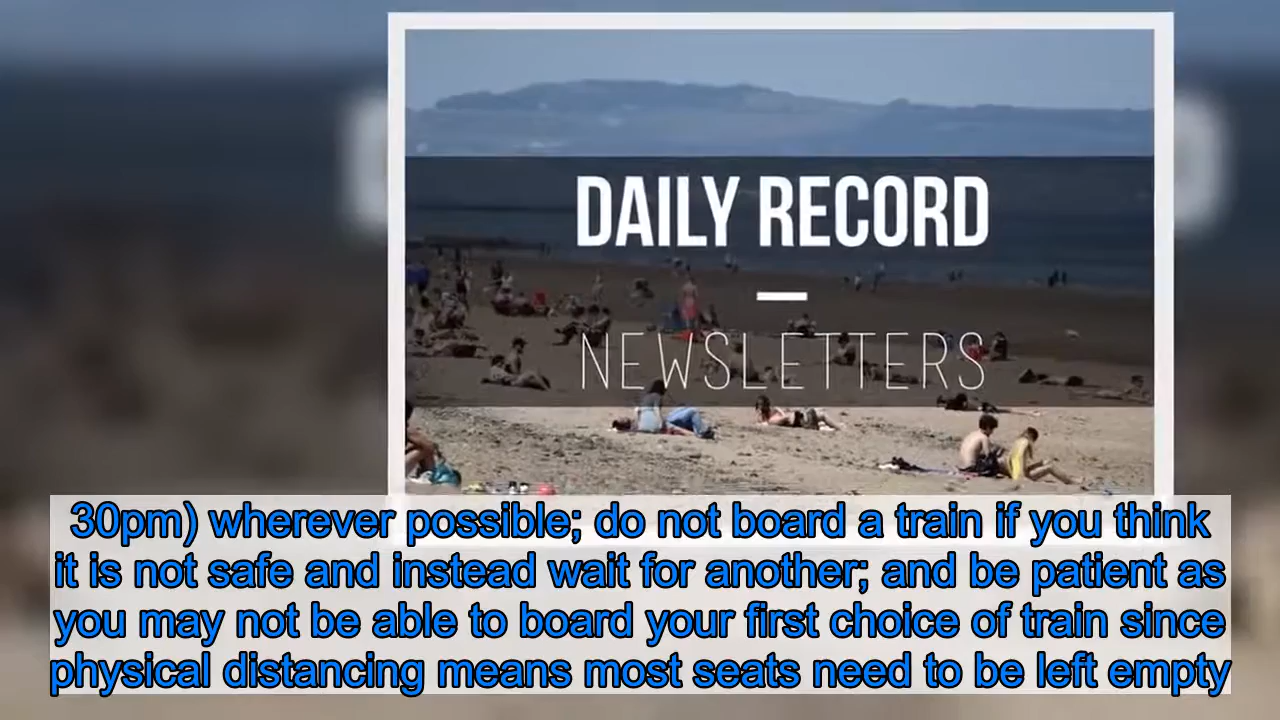 DAILY RECORD
NEWSLETTERS
30pm) wherever possible; do not board a train if you think
it is not safe and instead wait for another; and be patient as
you may not be able to board your first choice of train since
physical distancing means most seats need to be left empty